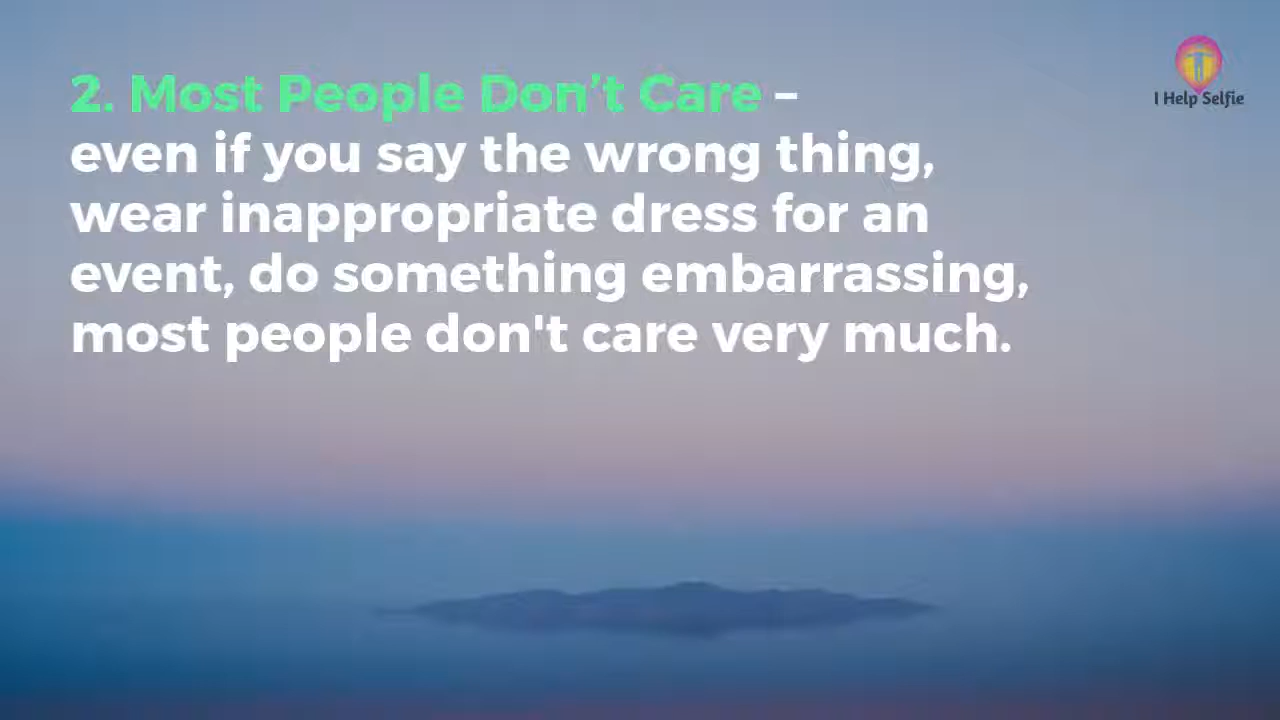 2. Most People Don’t Care –
even if you say the wrong thing,
wear inappropriate dress for an
event, do something embarrassing,
most people don't care very much.
I Help Selfie